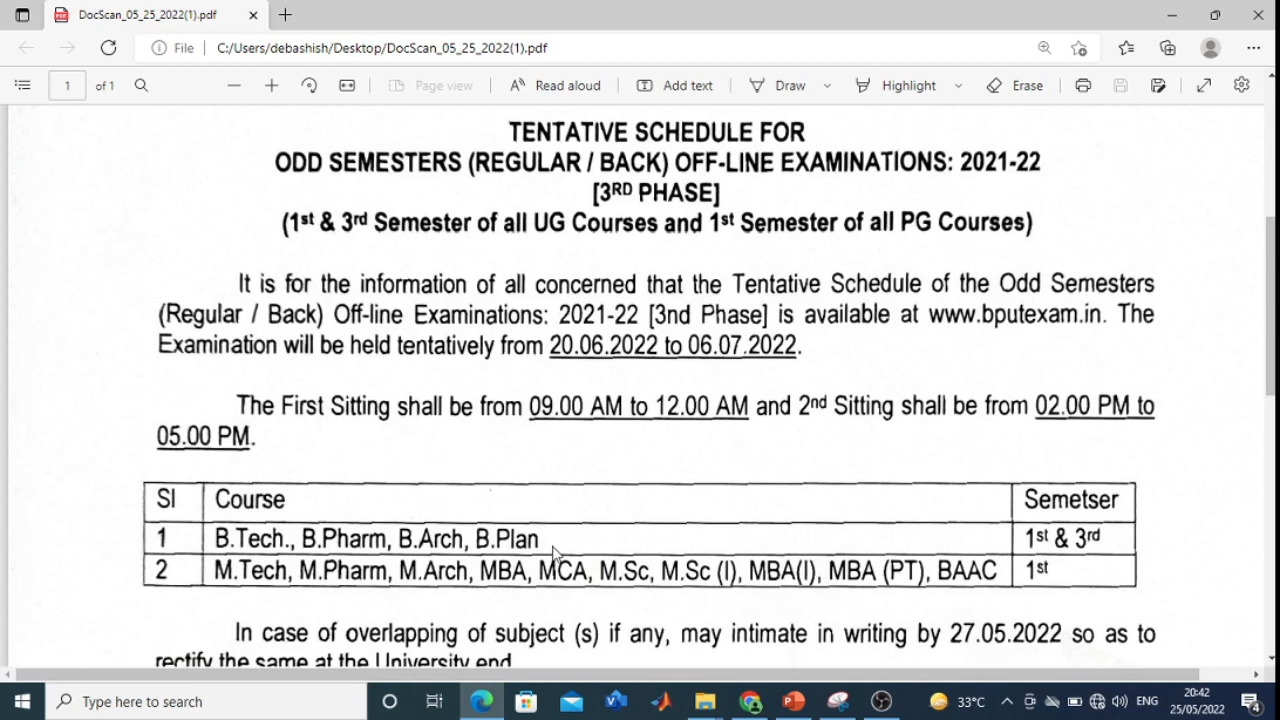 DocScan_05_25_2022(1).pdf
File C:/Users/debashish/Desktop/DocScan_05_25_2022(1).pdf
1 of 1 Page view Read aloud Add text Draw Highlight Erase
TENTATIVE SCHEDULE FOR
ODD SEMESTERS (REGULAR / BACK) OFF-LINE EXAMINATIONS: 2021-22
[3RD PHASE]
(1st & 3rd Semester of all UG Courses and 1st Semester of all PG Courses)
It is for the information of all concerned that the Tentative Schedule of the Odd Semesters
(Regular / Back) Off-line Examinations: 2021-22 [3nd Phase] is available at www.bputexam.in. The
Examination will be held tentatively from 20.06.2022 to 06.07.2022.
The First Sitting shall be from 09.00 AM to 12.00 AM and 2nd Sitting shall be from 02.00 PM to
05.00 PM.
Sl Course Semetser
1 B.Tech., B.Pharm, B.Arch, B.Plan 1st & 3rd
2 M.Tech, M.Pharm, M.Arch, MBA, MCA, M.Sc, M.Sc (I), MBA(I), MBA (PT), BAAC 1st
In case of overlapping of subject (s) if any, may intimate in writing by 27.05.2022 so as to
rectify the same at the University end
Type here to search 33°C ENG 20:42
25/05/2022 4